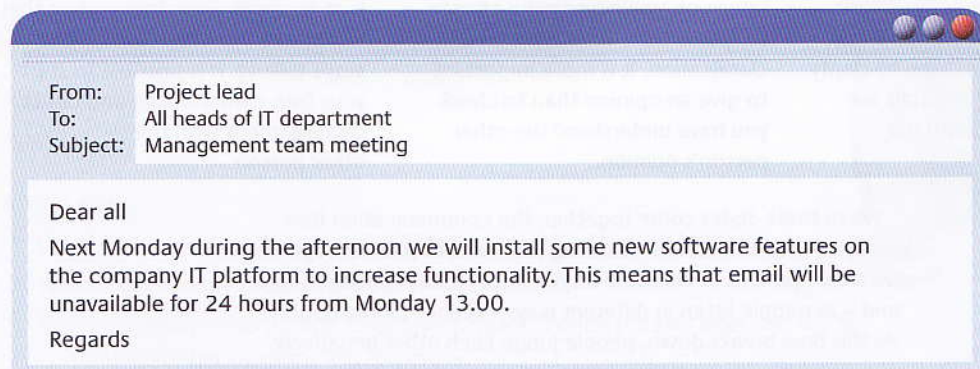 From: Project lead
To: All heads of IT department
Subject: Management team meeting
Dear all
Next Monday during the afternoon we will install some new software features on
the company IT platform to increase functionality. This means that email will be
unavailable for 24 hours from Monday 13.00.
Regards